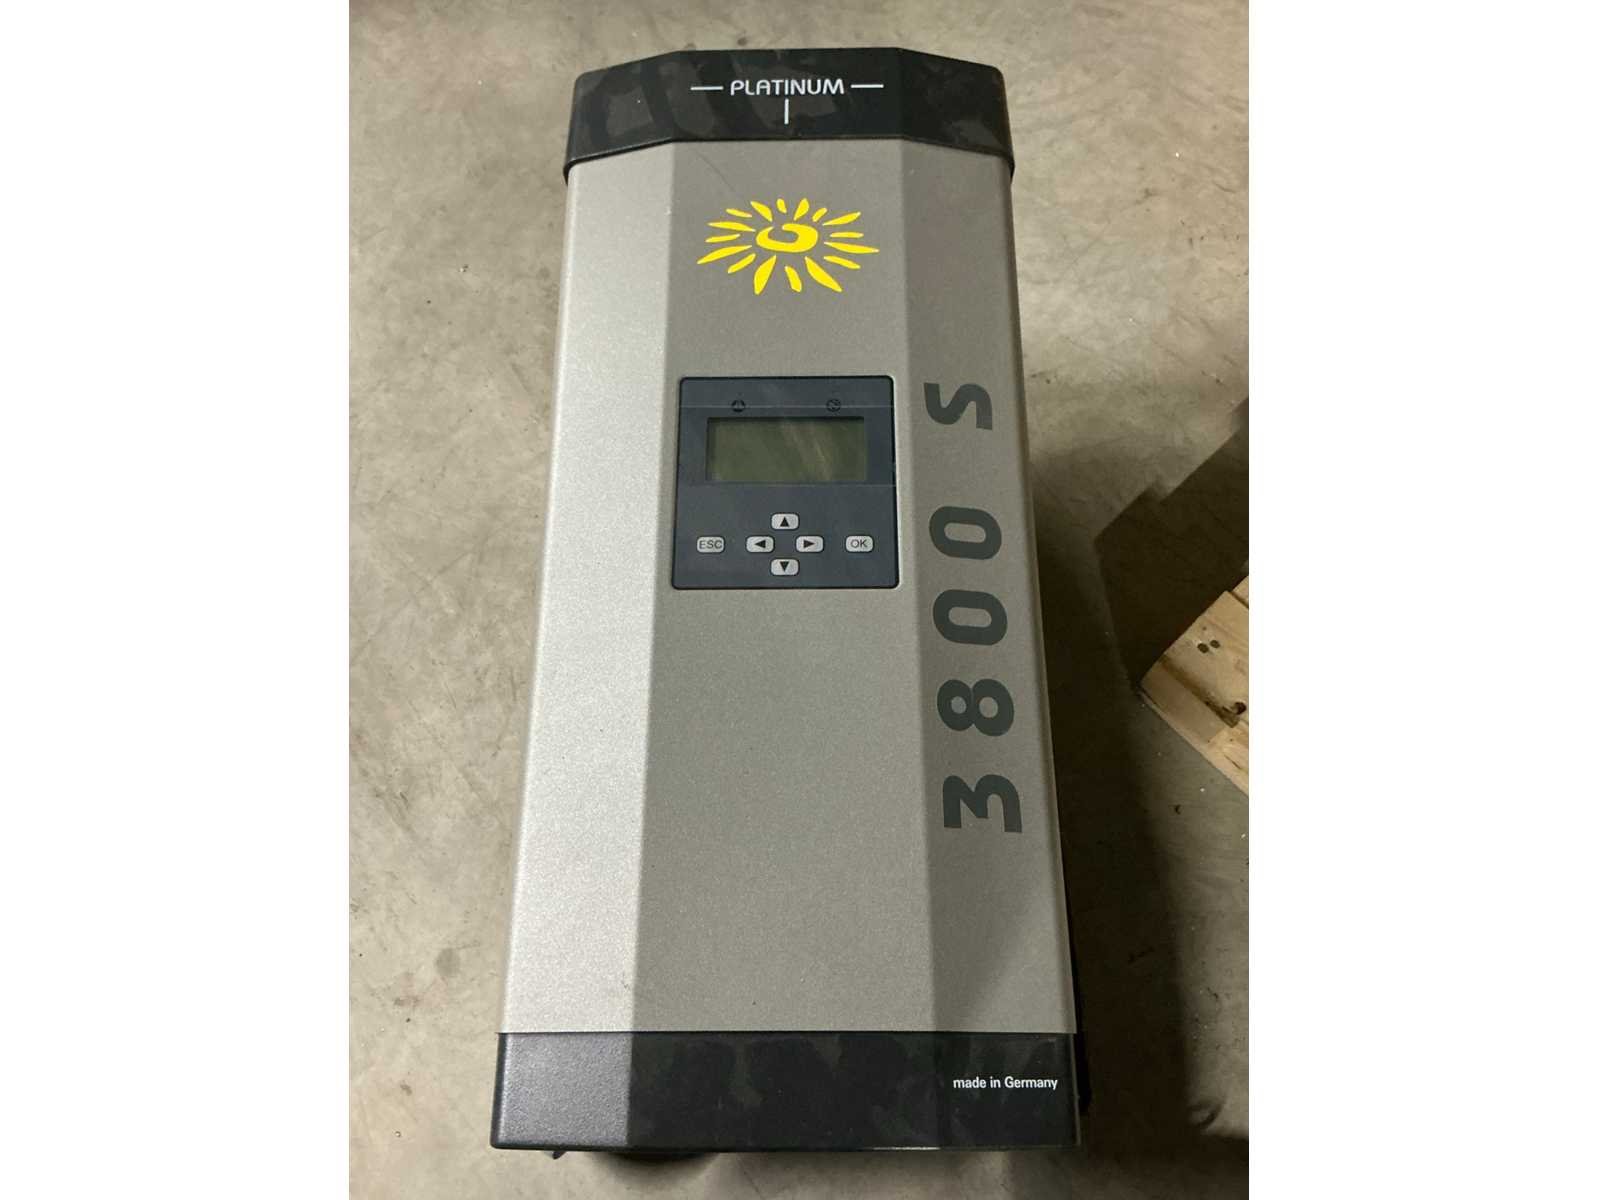 PLATINUM
3800 S
ESC
OK
made in Germany